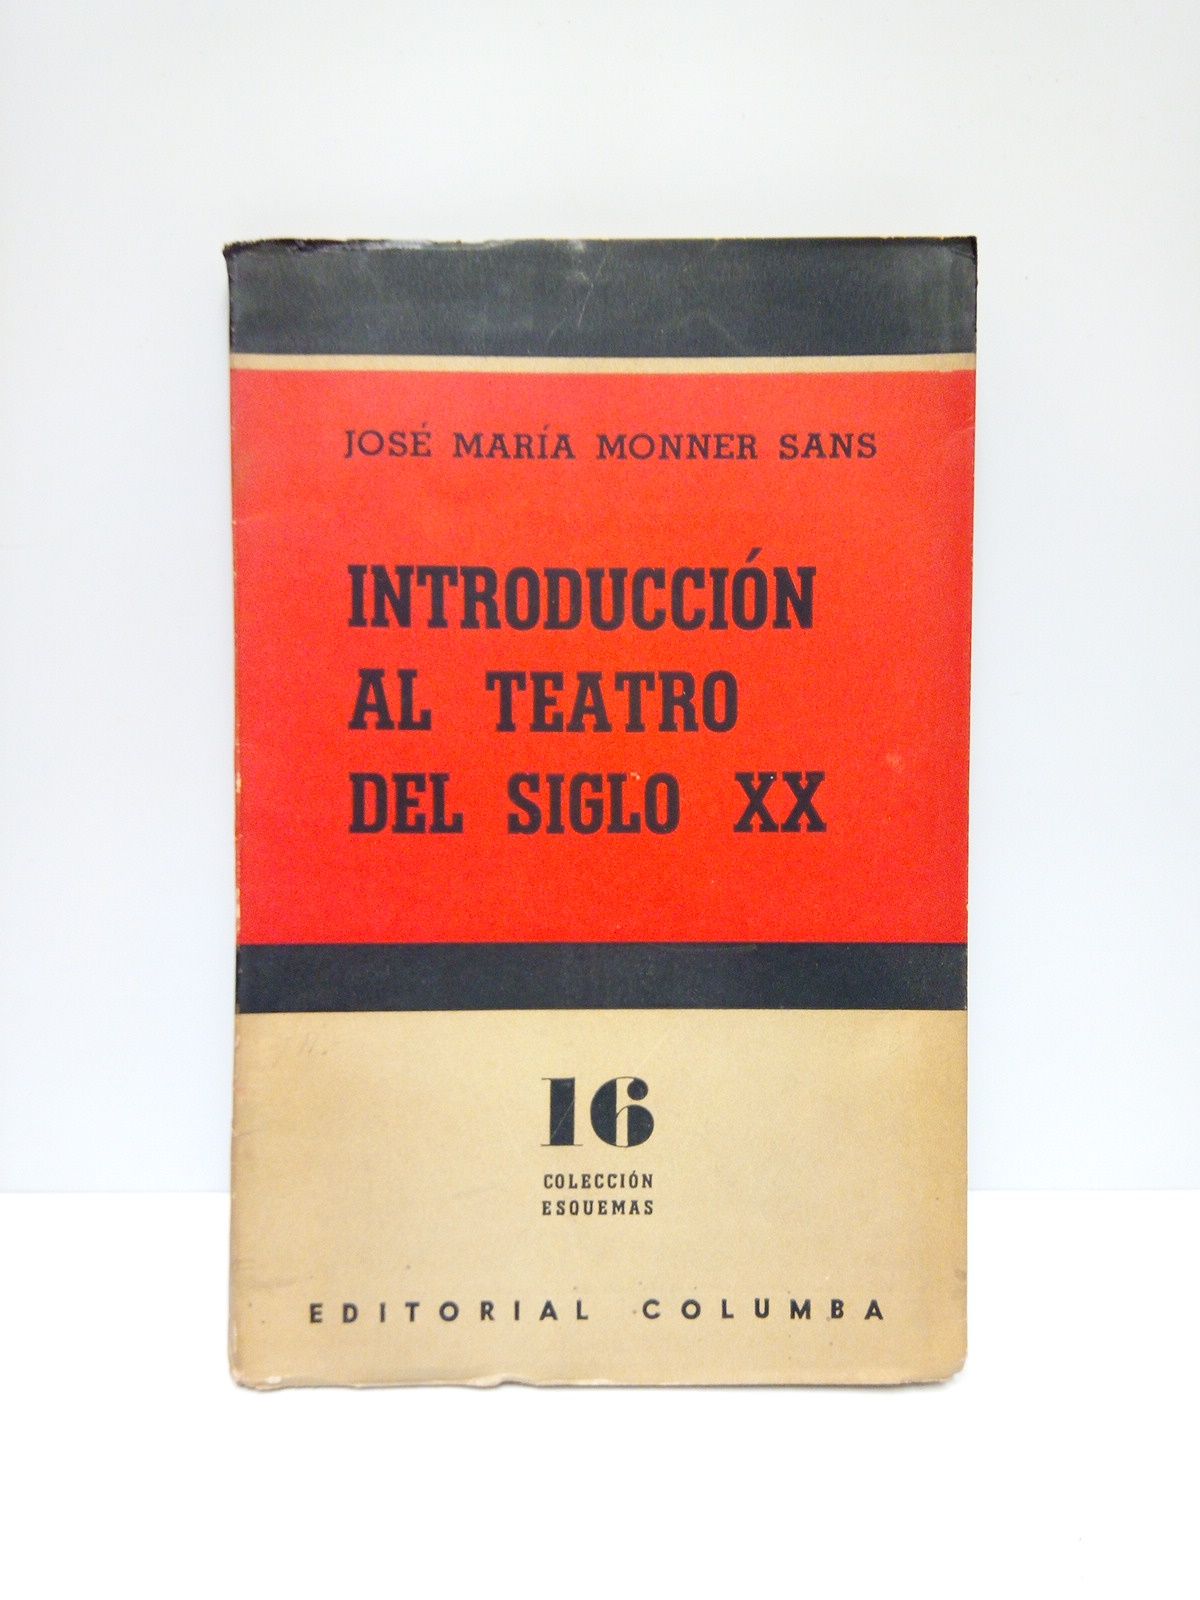 JOSÉ MARÍA MONNER SANS
INTRODUCCIÓN
AL TEATRO
DEL SIGLO XX
16
COLECCIÓN
ESQUEMAS
EDITORIAL COLUMBA